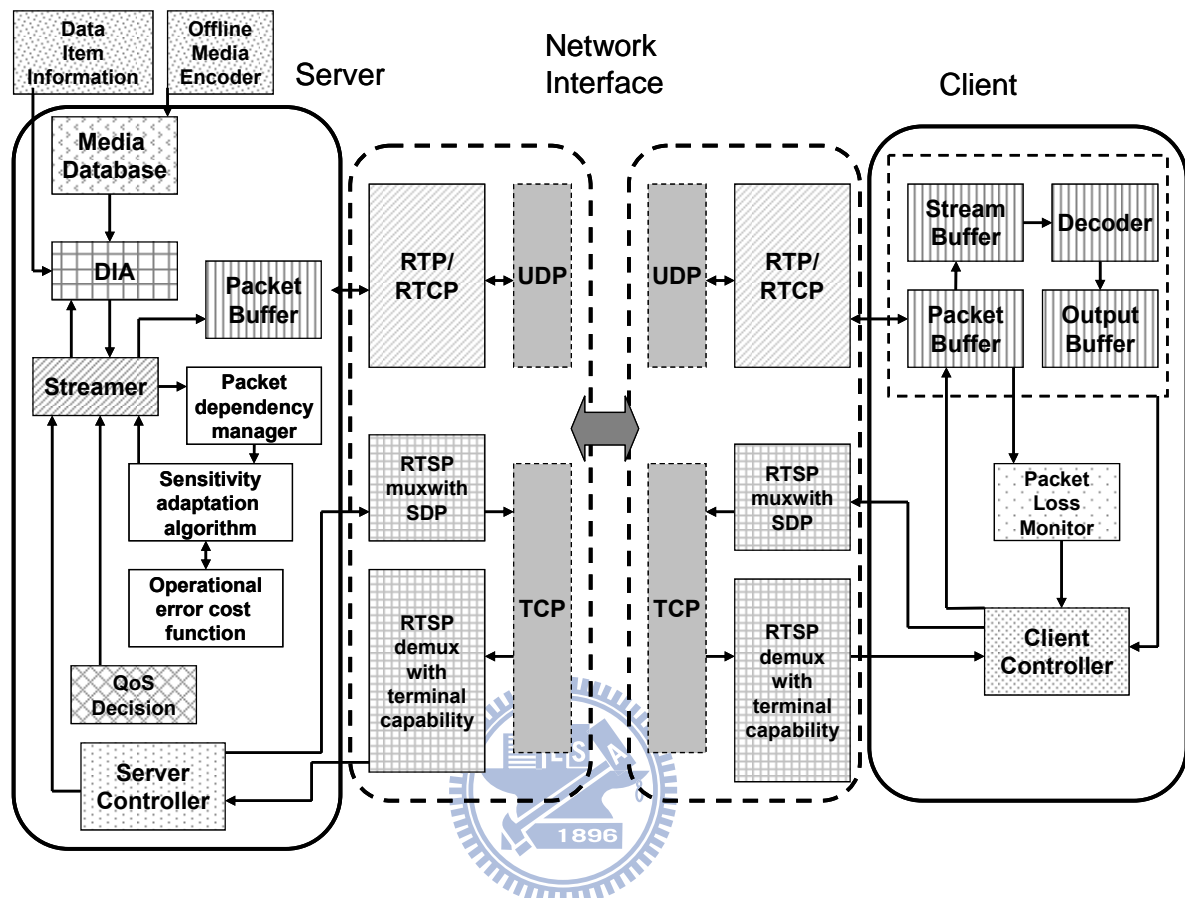 Data
Item
Information
Offline
Media
Encoder
Server
Network
Interface
Client
Media
Database
DIA
Packet
Buffer
Streamer
Packet
dependency
manager
Sensitivity
adaptation
algorithm
Operational
error cost
function
QoS
Decision
Server
Controller
RTP/
RTCP
UDP
RTSP
muxwith
SDP
TCP
RTSP
demux
with
terminal
capability
UDP
RTP/
RTCP
TCP
RTSP
muxwith
SDP
RTSP
demux
with
terminal
capability
Stream
Buffer
Decoder
Packet
Buffer
Output
Buffer
Packet
Loss
Monitor
Client
Controller
1896